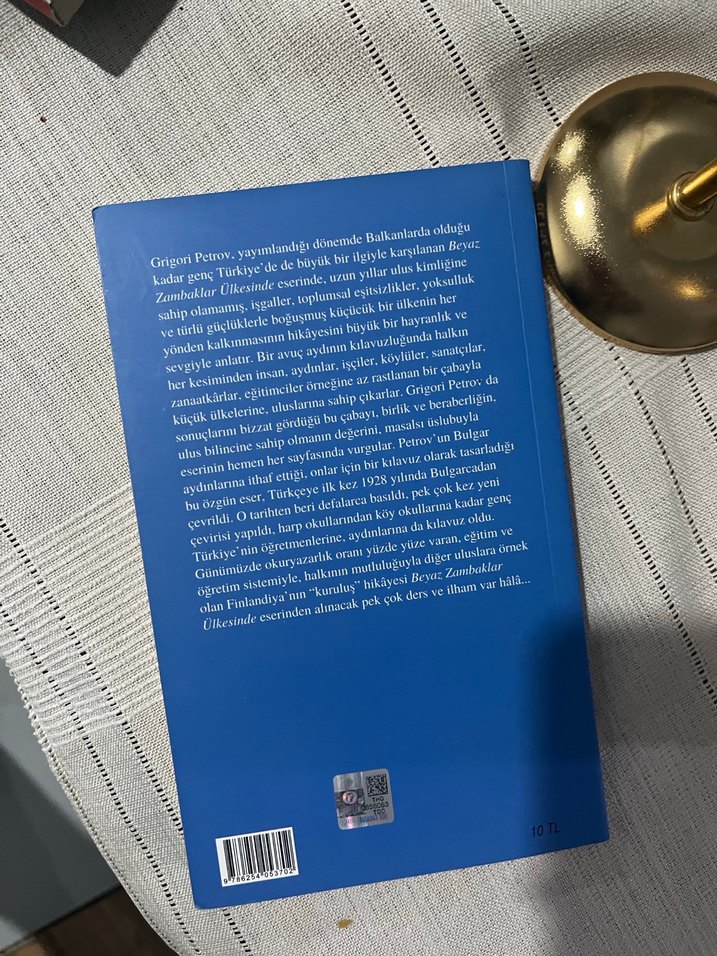 Grigori Petrov, yayımlandığı dönemde Balkanlarda olduğu
kadar genç Türkiye’de de büyük bir ilgiyle karşılanan Beyaz
Zambaklar Ülkesinde eserinde, uzun yıllar ulus kimliğine
sahip olamamış, işgaller, toplumsal eşitsizlikler, yoksulluk
ve türlü güçlüklerle boğuşmuş küçücük bir ülkenin her
yönden kalkınmasının hikâyesini büyük bir hayranlık ve
sevgiyle anlatır. Bir avuç aydının kılavuzluğunda halkın
her kesiminden insan, aydınlar, işçiler, köylüler, sanatçılar,
zanaatkârlar, eğitimciler örneğine az rastlanan bir çabayla
küçük ülkelerine, uluslarına sahip çıkarlar. Grigori Petrov da
sonuçlarını bizzat gördüğü bu çabayı, birlik ve beraberliğin,
ulus bilincine sahip olmanın değerini, masalsı üslubuyla
eserinin hemen her sayfasında vurgular. Petrov’un Bulgar
aydınlarına ithaf ettiği, onlar için bir kılavuz olarak tasarladığı
bu özgün eser, Türkçeye ilk kez 1928 yılında Bulgarcadan
çevrildi. O tarihten beri defalarca basıldı, pek çok kez yeni
çevirisi yapıldı, harp okullarından köy okullarına kadar genç
Türkiye’nin öğretmenlerine, aydınlarına da kılavuz oldu.
Günümüzde okuryazarlık oranı yüzde yüze varan, eğitim ve
öğretim sistemiyle, halkının mutluluğuyla diğer uluslara örnek
olan Finlandiya’nın “kuruluş” hikâyesi Beyaz Zambaklar
Ülkesinde eserinden alınacak pek çok ders ve ilham var hâlâ...
TH3
TQC
10 TL
9 786254 053702